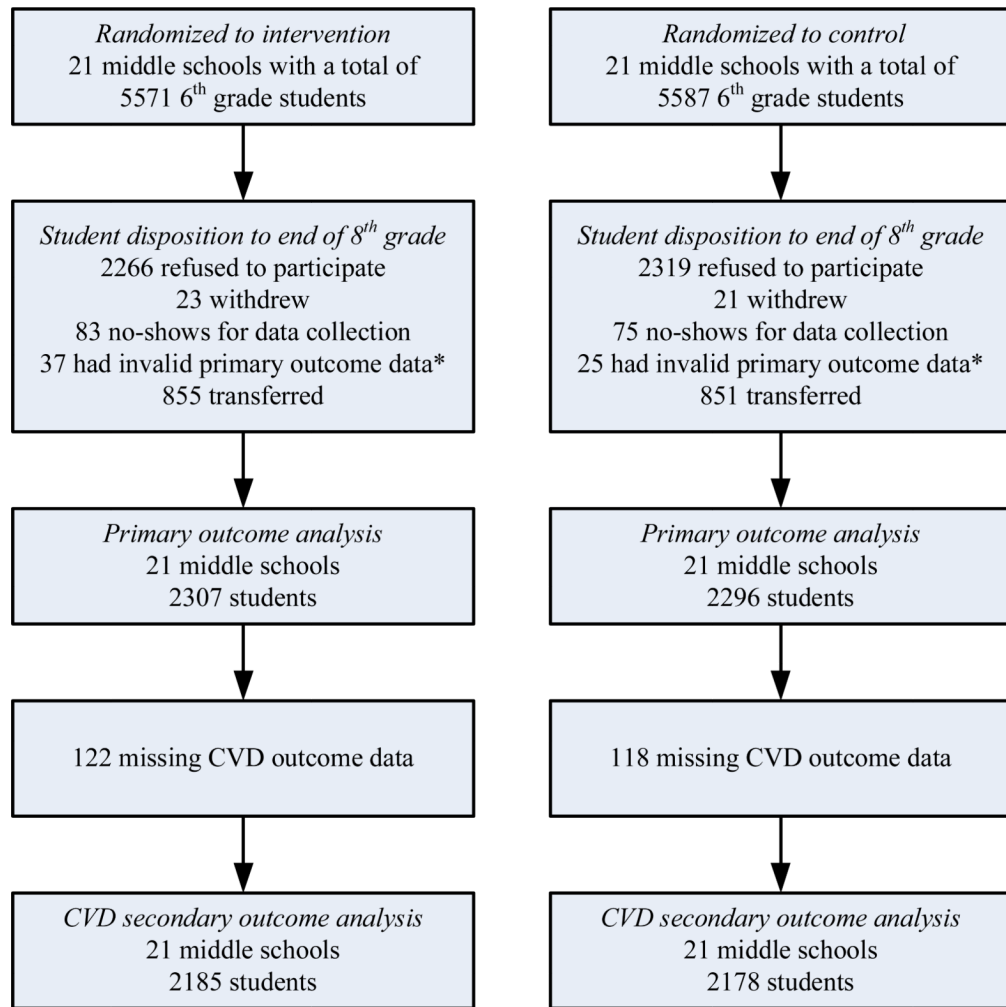 Randomized to intervention
21 middle schools with a total of
5571 6th grade students
Student disposition to end of 8th grade
2266 refused to participate
23 withdrew
83 no-shows for data collection
37 had invalid primary outcome data*
855 transferred
Primary outcome analysis
21 middle schools
2307 students
122 missing CVD outcome data
CVD secondary outcome analysis
21 middle schools
2185 students
Randomized to control
21 middle schools with a total of
5587 6th grade students
Student disposition to end of 8th grade
2319 refused to participate
21 withdrew
75 no-shows for data collection
25 had invalid primary outcome data*
851 transferred
Primary outcome analysis
21 middle schools
2296 students
118 missing CVD outcome data
CVD secondary outcome analysis
21 middle schools
2178 students